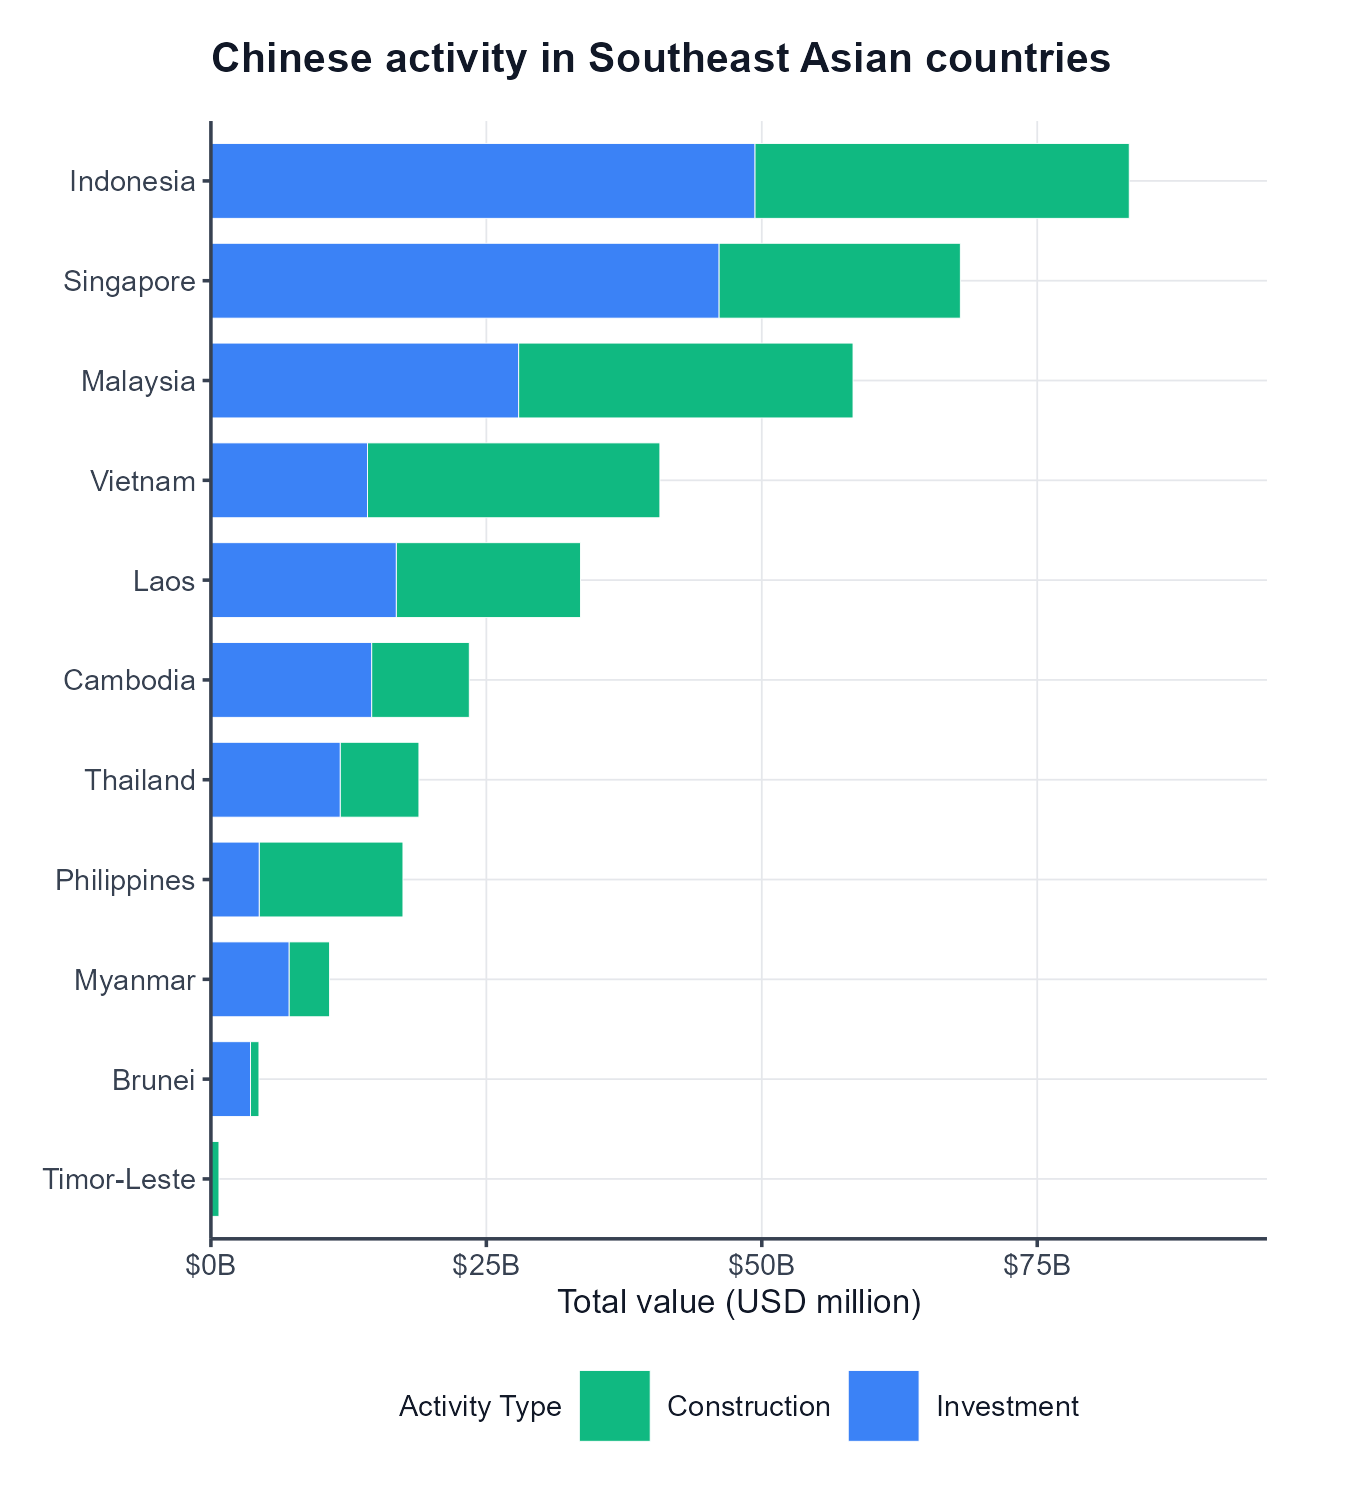 Chinese activity in Southeast Asian countries
Indonesia
Singapore
Malaysia
Vietnam
Laos
Cambodia
Thailand
Philippines
Myanmar
Brunei
Timor-Leste
$0B $25B $50B $75B
Total value (USD million)
Activity Type Construction Investment